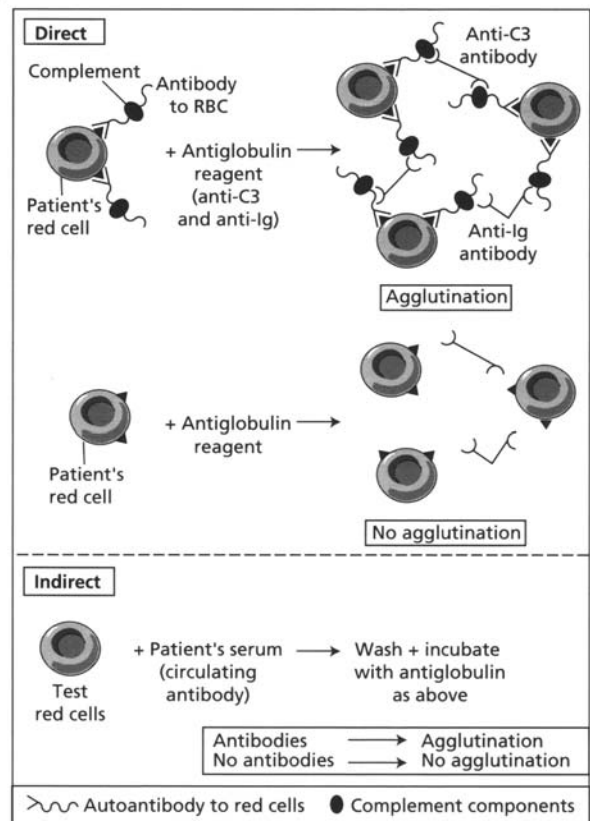 Direct
Complement
Antibody
to RBC
Patient's
red cell
+ Antiglobulin
reagent
(anti-C3
and anti-Ig)
Anti-C3
antibody
Anti-Ig
antibody
Agglutination
Patient's
red cell
+ Antiglobulin
reagent
No agglutination
Indirect
Test
red cells
+ Patient's serum
(circulating
antibody)
Wash + incubate
with antiglobulin
as above
Antibodies → Agglutination
No antibodies → No agglutination
Autoantibody to red cells
Complement components